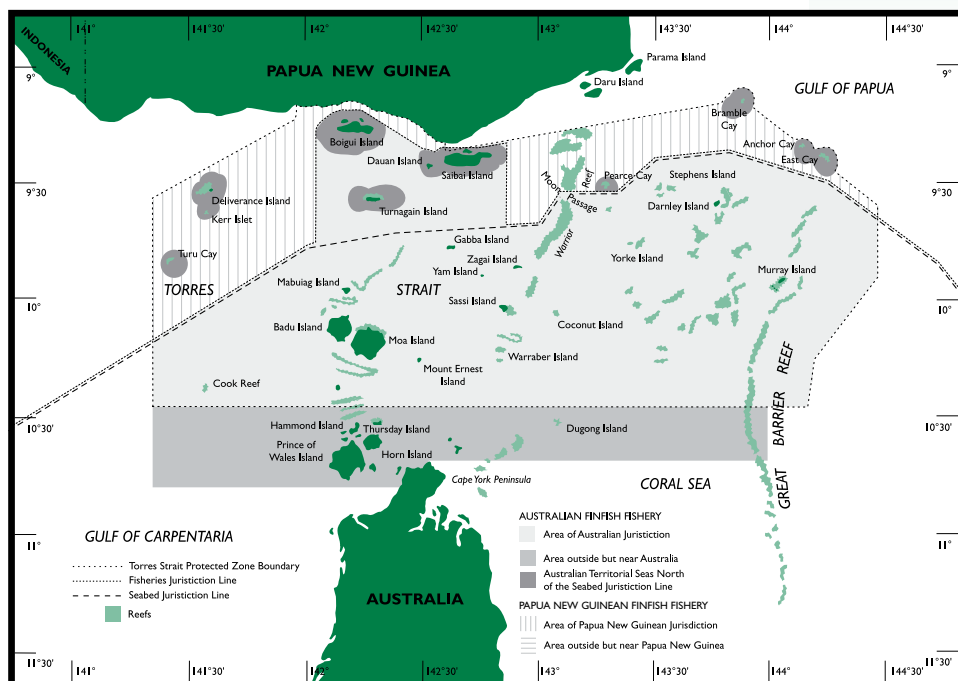 141°
141°30'
142°
142°30'
143°
143°30'
144°
144°30'
INDONESIA
PAPUA NEW GUINEA
Parama Island
Daru Island
9°
9°
GULF OF PAPUA
Bramble
Cay
Boigui Island
Anchor Cay
East Cay
Dauan Island
Saibai Island
Moon Passage
Reef
Pearce Cay
Stephens Island
9°30'
9°30'
Deliverance Island
Turnagain Island
Darnley Island
Kerr Islet
Warrior
Gabba Island
Yorke Island
Turu Cay
Zagai Island
Yam Island
Murray Island
TORRES
STRAIT
Mabuiag Island
10°
10°
Sassi Island
Badu Island
Coconut Island
Moa Island
Warraber Island
Mount Ernest
Island
GREAT BARRIER REEF
Cook Reef
10°30'
10°30'
Hammond Island
Thursday Island
Dugong Island
Prince of
Wales Island
Horn Island
Cape York Peninsula
CORAL SEA
GULF OF CARPENTARIA
11°
11°
Torres Strait Protected Zone Boundary
Fisheries Juristiction Line
Seabed Juristiction Line
Reefs
AUSTRALIA
AUSTRALIAN FINFISH FISHERY
Area of Australian Juristiction
Area outside but near Australia
Australian Territorial Seas North
of the Seabed Juristiction Line
PAPUA NEW GUINEAN FINFISH FISHERY
Area of Papua New Guinean Jurisdiction
Area outside but near Papua New Guinea
11°30'
11°30'
141°
141°30'
142°
142°30'
143°
143°30'
144°
144°30'